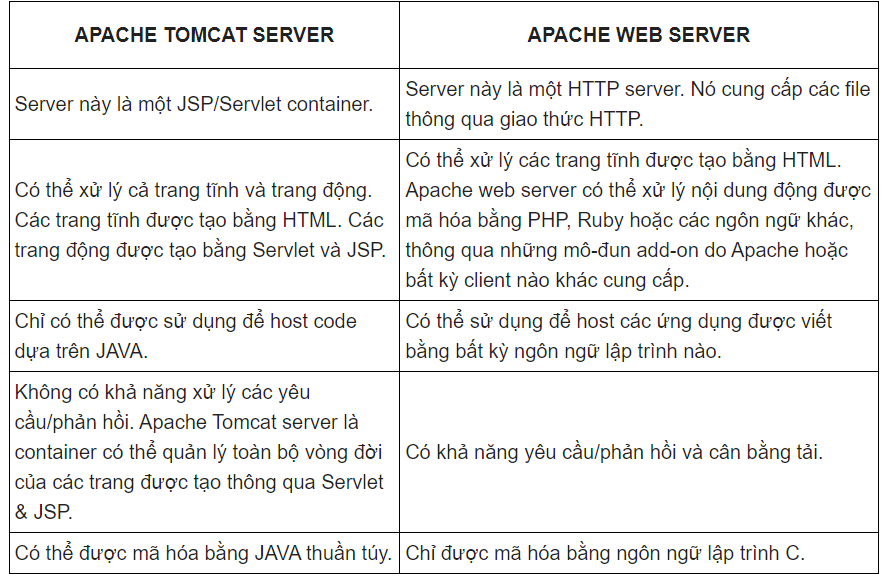 APACHE TOMCAT SERVER
APACHE WEB SERVER
Server này là một JSP/Servlet container.
Server này là một HTTP server. Nó cung cấp các file
thông qua giao thức HTTP.
Có thể xử lý cả trang tĩnh và trang động.
Các trang tĩnh được tạo bằng HTML. Các
trang động được tạo bằng Servlet và JSP.
Có thể xử lý các trang tĩnh được tạo bằng HTML.
Apache web server có thể xử lý nội dung động được
mã hóa bằng PHP, Ruby hoặc các ngôn ngữ khác,
thông qua những mô-đun add-on do Apache hoặc
bất kỳ client nào khác cung cấp.
Chỉ có thể được sử dụng để host code
dựa trên JAVA.
Có thể sử dụng để host các ứng dụng được viết
bằng bất kỳ ngôn ngữ lập trình nào.
Không có khả năng xử lý các yêu
cầu/phản hồi. Apache Tomcat server là
container có thể quản lý toàn bộ vòng đời
của các trang được tạo thông qua Servlet
& JSP.
Có khả năng yêu cầu/phản hồi và cân bằng tải.
Có thể được mã hóa bằng JAVA thuần túy.
Chỉ được mã hóa bằng ngôn ngữ lập trình C.